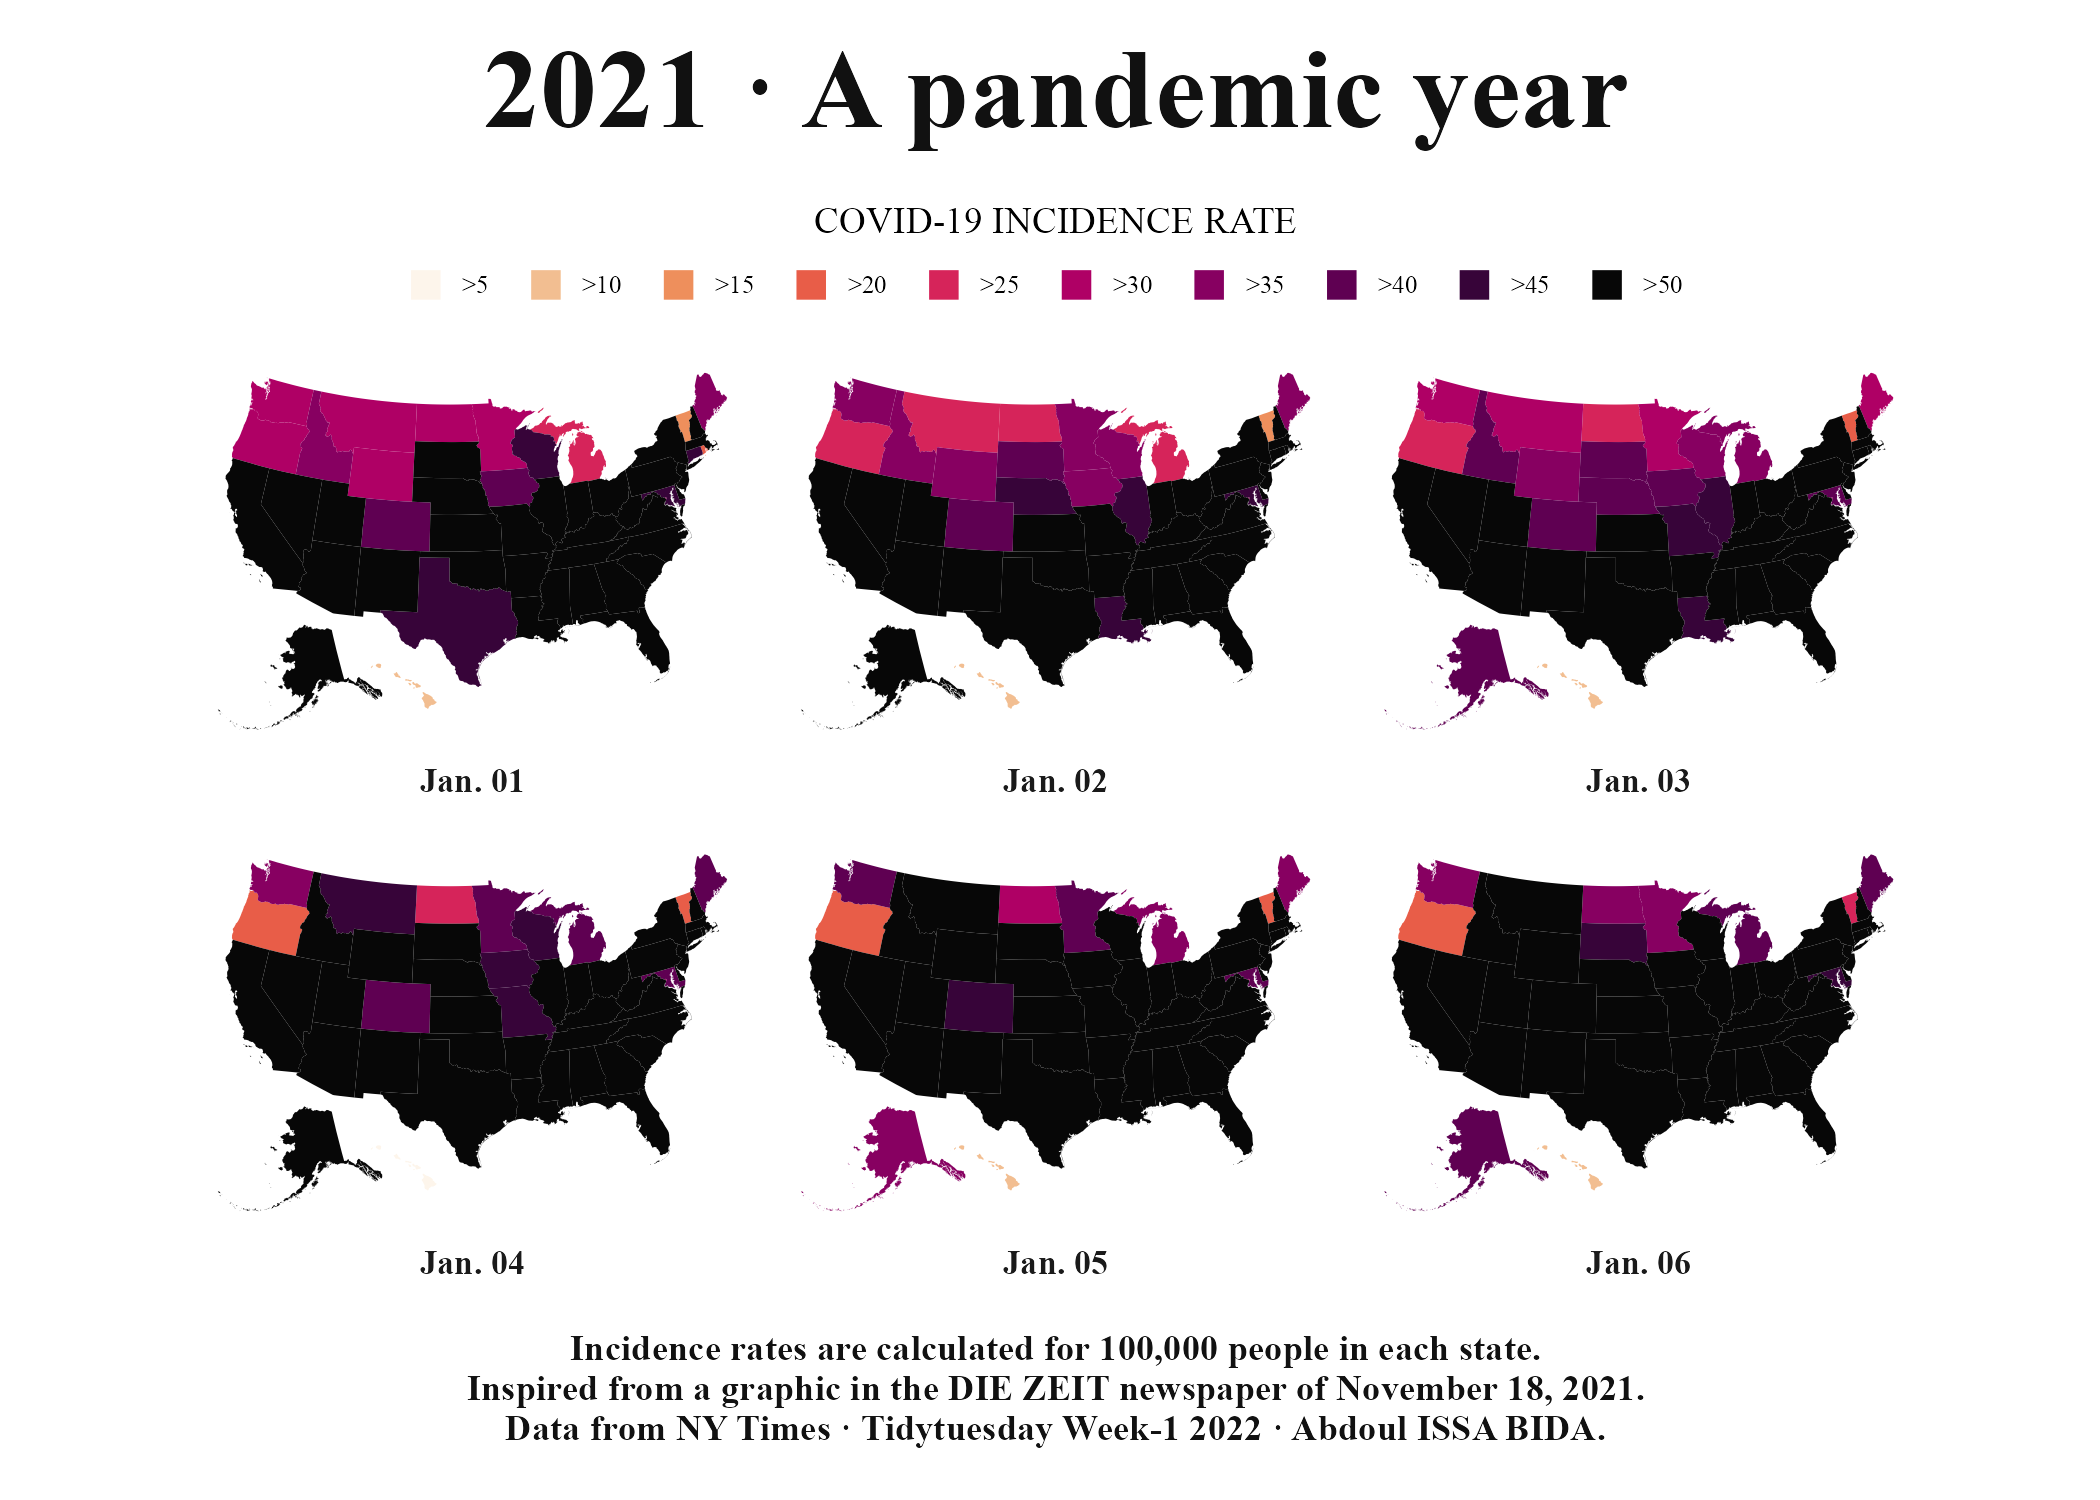 2021 · A pandemic year
COVID-19 INCIDENCE RATE
>5 >10 >15 >20 >25 >30 >35 >40 >45 >50
Jan. 01 Jan. 02 Jan. 03
Jan. 04 Jan. 05 Jan. 06
Incidence rates are calculated for 100,000 people in each state.
Inspired from a graphic in the DIE ZEIT newspaper of November 18, 2021.
Data from NY Times · Tidytuesday Week-1 2022 · Abdoul ISSA BIDA.